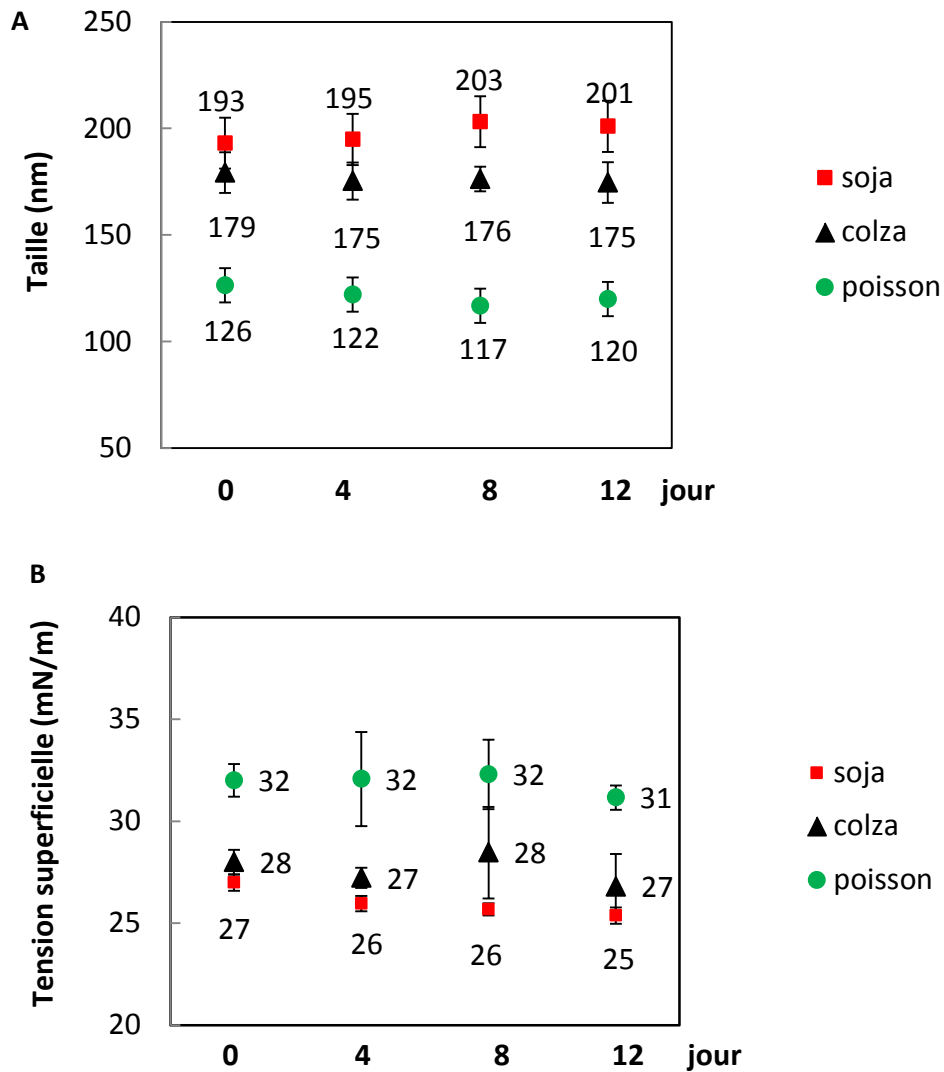 A
Taille (nm)
250
200
150
100
50
193
195
203
201
179
175
176
175
126
122
117
120
0 4 8 12 jour
soja
colza
poisson
B
Tension superficielle (mN/m)
40
35
30
25
20
32
32
32
31
28
27
28
27
27
26
26
25
0 4 8 12 jour
soja
colza
poisson